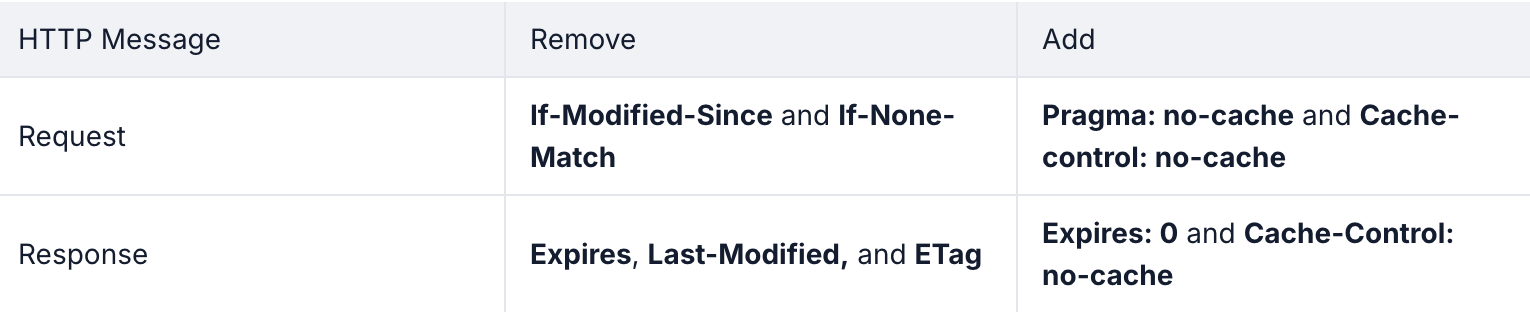 HTTP Message
Remove
Add
Request
If-Modified-Since and If-None-
Match
Pragma: no-cache and Cache-
control: no-cache
Response
Expires, Last-Modified, and ETag
Expires: 0 and Cache-Control:
no-cache